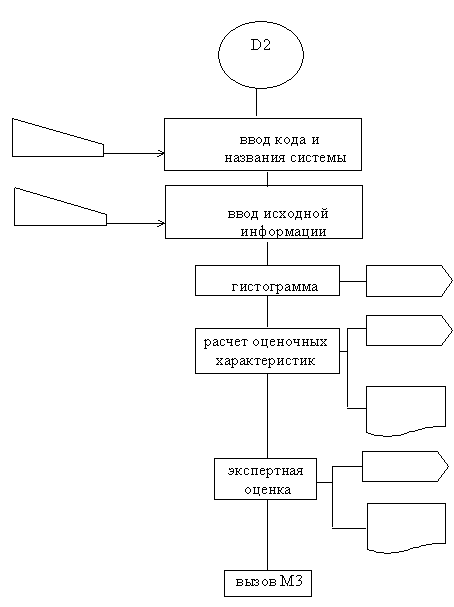 D2
ввод кода и
названия системы
ввод исходной
информации
гистограмма
расчет оценочных
характеристик
экспертная
оценка
вызов М3